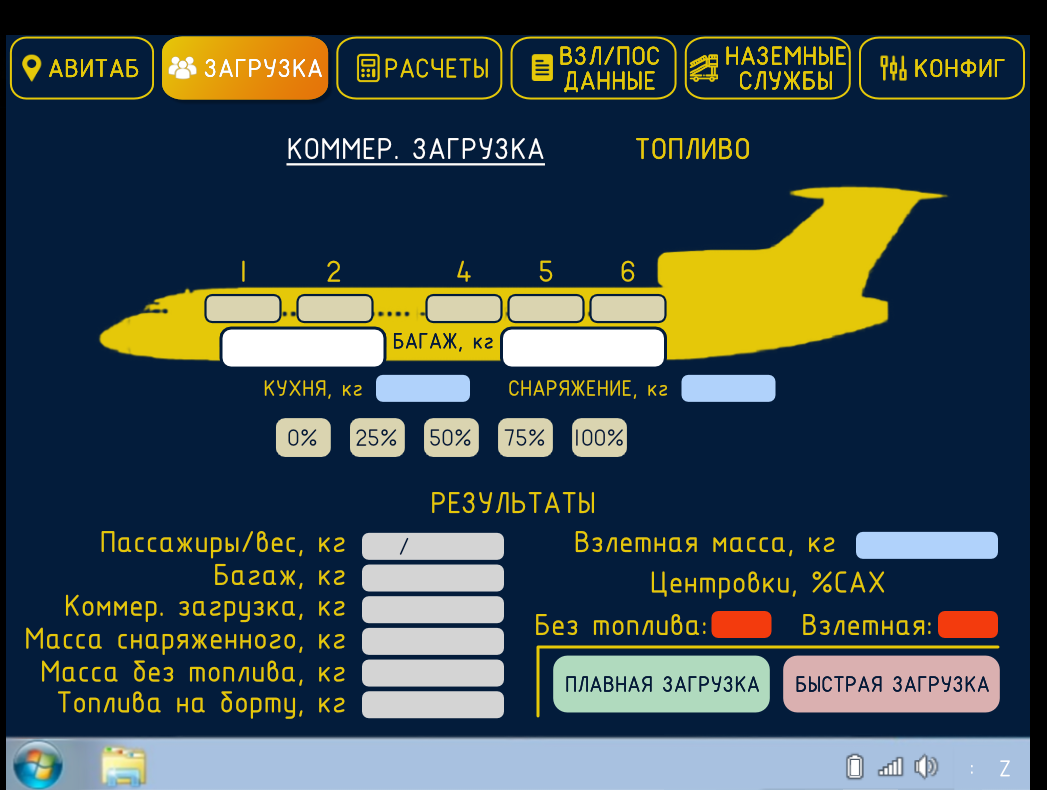 АВИТАБ
ЗАГРУЗКА
РАСЧЕТЫ
ВЗЛ/ПОС
ДАННЫЕ
НАЗЕМНЫЕ
СЛУЖБЫ
КОНФИГ
КОММЕР. ЗАГРУЗКА
ТОПЛИВО
1 2 4 5 6
БАГАЖ, кг
КУХНЯ, кг
СНАРЯЖЕНИЕ, кг
0% 25% 50% 75% 100%
РЕЗУЛЬТАТЫ
Пассажиры/вес, кг /
Багаж, кг
Коммер. загрузка, кг
Масса снаряженного, кг
Масса без топлива, кг
Топлива на борту, кг
Взлетная масса, кг
Центровки, %САХ
Без топлива:
Взлетная:
ПЛАВНАЯ ЗАГРУЗКА
БЫСТРАЯ ЗАГРУЗКА
: Z